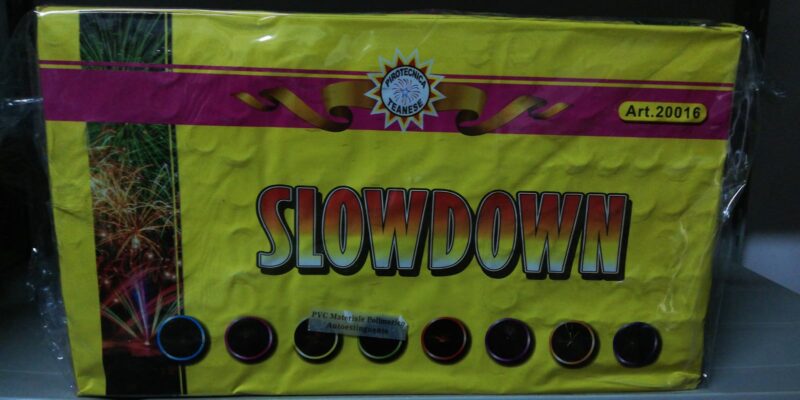 PIROTECNICA
TEANESE
Art.20016
SLOWDOWN
PVC Materiale Polimerico
Autoestinguente